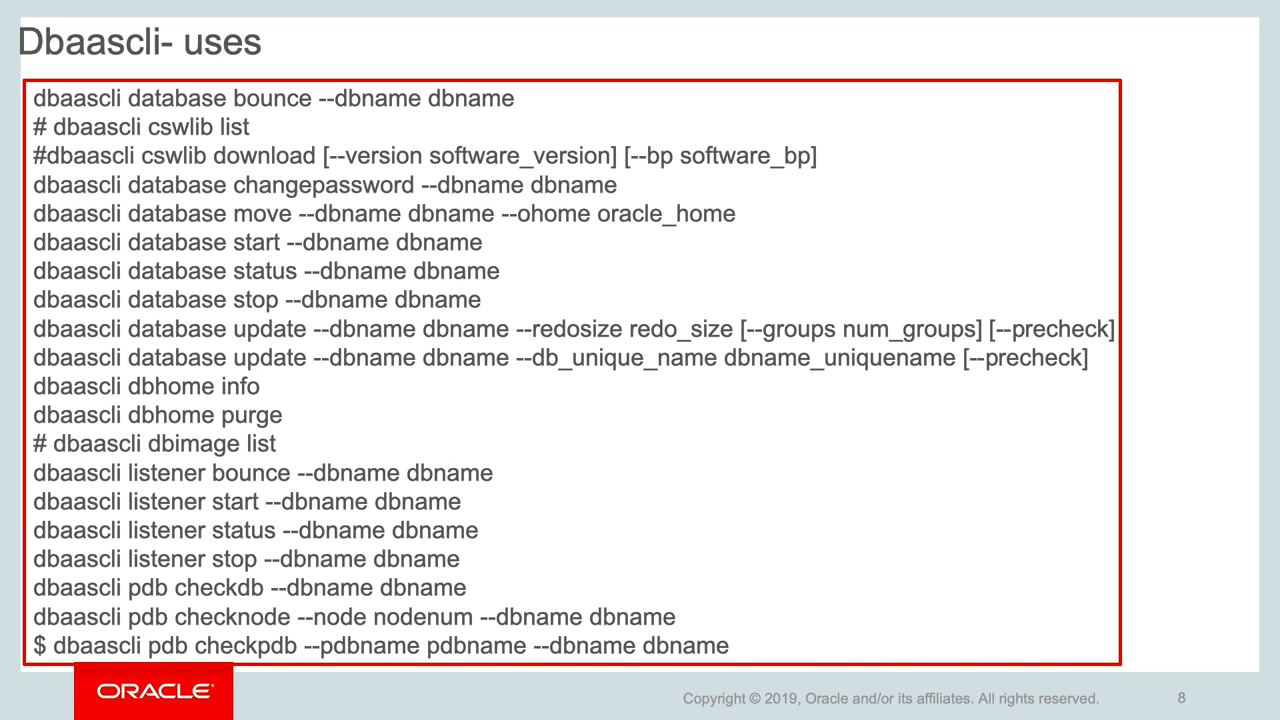 Dbaascli- uses
dbaascli database bounce --dbname dbname
# dbaascli cswlib list
#dbaascli cswlib download [--version software_version] [--bp software_bp]
dbaascli database changepassword --dbname dbname
dbaascli database move --dbname dbname --ohome oracle_home
dbaascli database start --dbname dbname
dbaascli database status --dbname dbname
dbaascli database stop --dbname dbname
dbaascli database update --dbname dbname --redosize redo_size [--groups num_groups] [--precheck]
dbaascli database update --dbname dbname --db_unique_name dbname_uniquename [--precheck]
dbaascli dbhome info
dbaascli dbhome purge
# dbaascli dbimage list
dbaascli listener bounce --dbname dbname
dbaascli listener start --dbname dbname
dbaascli listener status --dbname dbname
dbaascli listener stop --dbname dbname
dbaascli pdb checkdb --dbname dbname
dbaascli pdb checknode --node nodenum --dbname dbname
$ dbaascli pdb checkpdb --pdbname pdbname --dbname dbname
ORACLE®
Copyright © 2019, Oracle and/or its affiliates. All rights reserved.
8